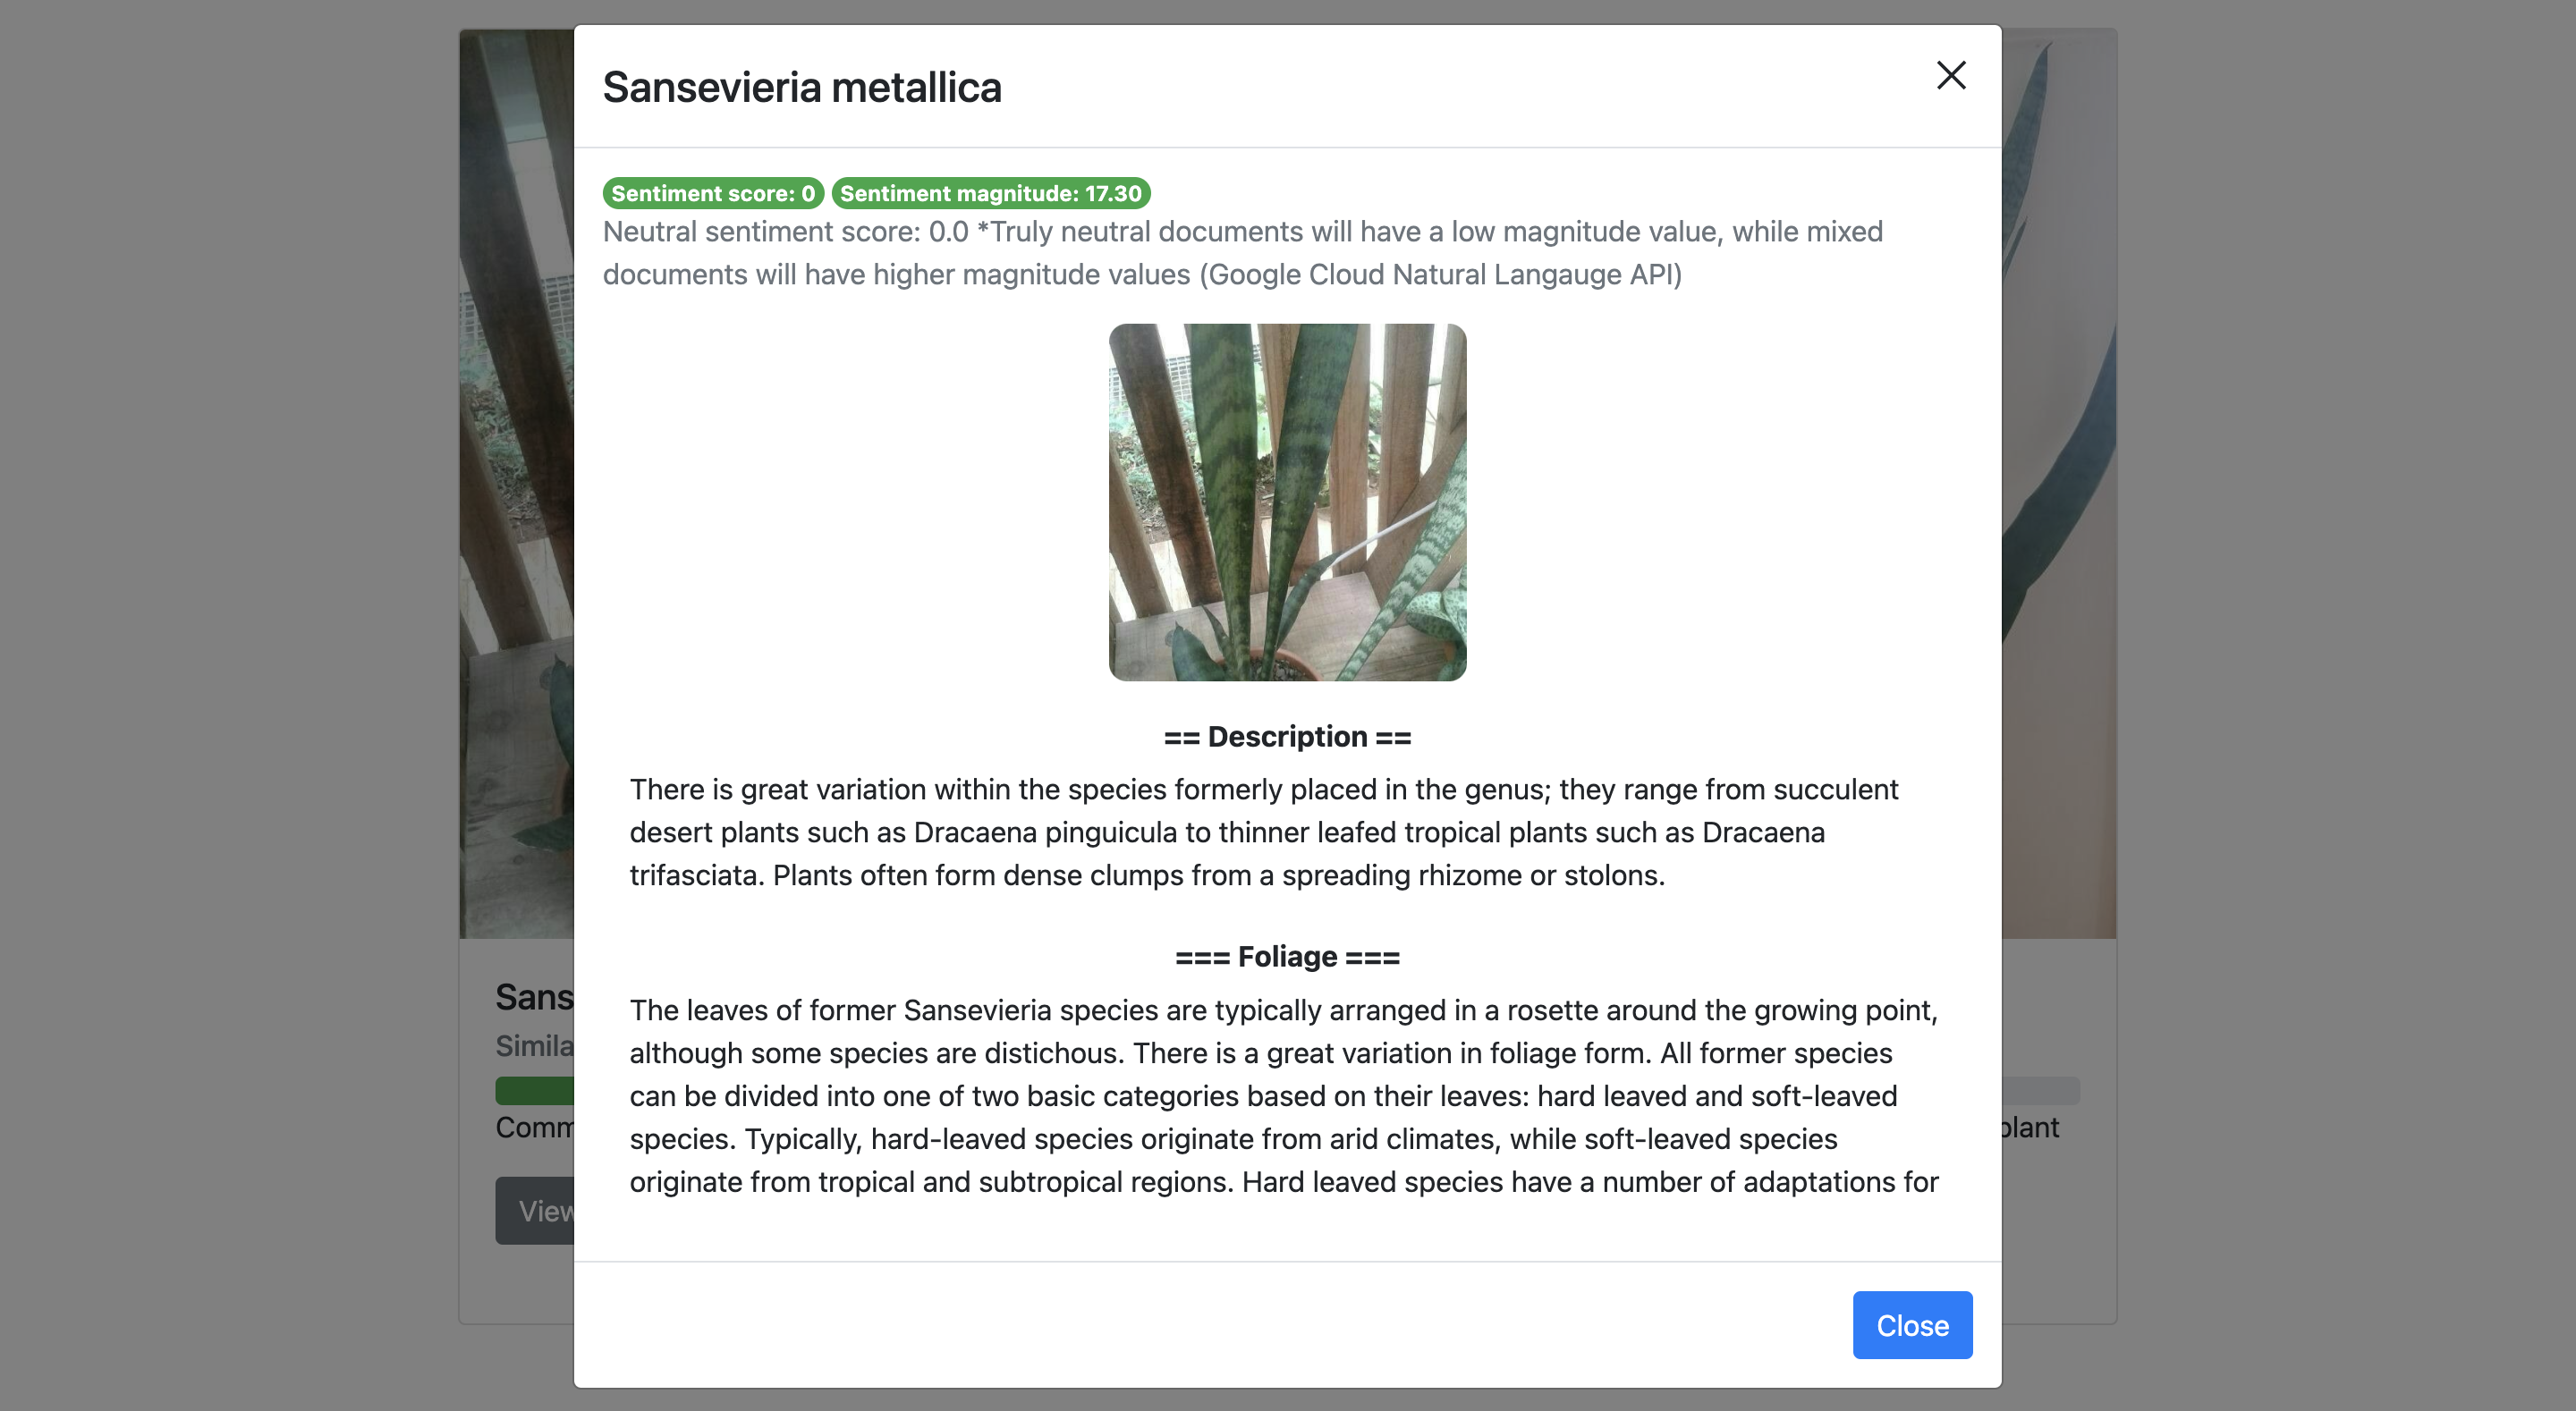 Sansevieria metallica
Sentiment score: 0 Sentiment magnitude: 17.30
Neutral sentiment score: 0.0 *Truly neutral documents will have a low magnitude value, while mixed
documents will have higher magnitude values (Google Cloud Natural Langauge API)
== Description ==
There is great variation within the species formerly placed in the genus; they range from succulent
desert plants such as Dracaena pinguicula to thinner leafed tropical plants such as Dracaena
trifasciata. Plants often form dense clumps from a spreading rhizome or stolons.
=== Foliage ===
The leaves of former Sansevieria species are typically arranged in a rosette around the growing point,
although some species are distichous. There is a great variation in foliage form. All former species
can be divided into one of two basic categories based on their leaves: hard leaved and soft-leaved
species. Typically, hard-leaved species originate from arid climates, while soft-leaved species
originate from tropical and subtropical regions. Hard leaved species have a number of adaptations for
Close
Sans
Simila
Comm
View
plant